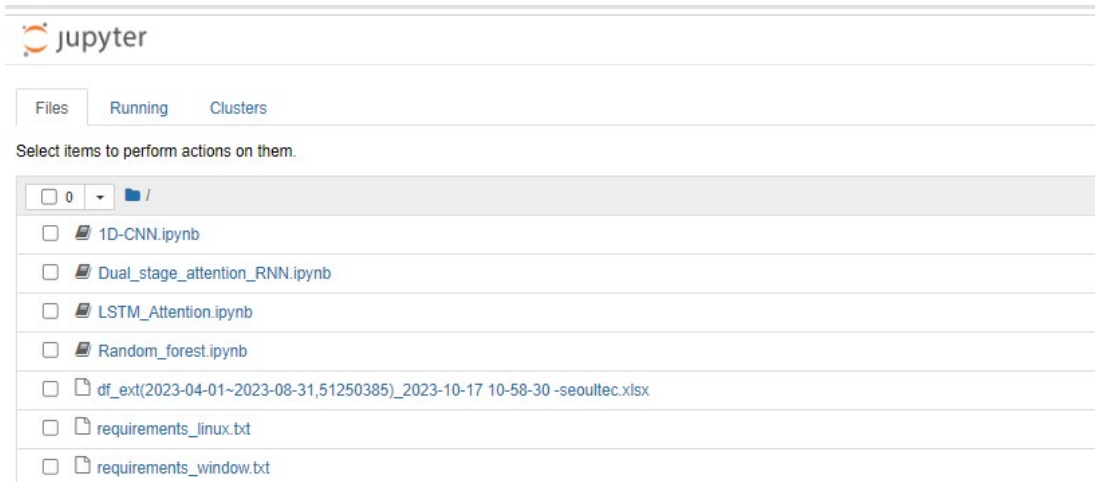 jupyter
Files Running Clusters
Select items to perform actions on them.
0 /
1D-CNN.ipynb
Dual_stage_attention_RNN.ipynb
LSTM_Attention.ipynb
Random_forest.ipynb
df_ext(2023-04-01~2023-08-31,51250385)_2023-10-17 10-58-30 -seoultec.xlsx
requirements_linux.txt
requirements_window.txt